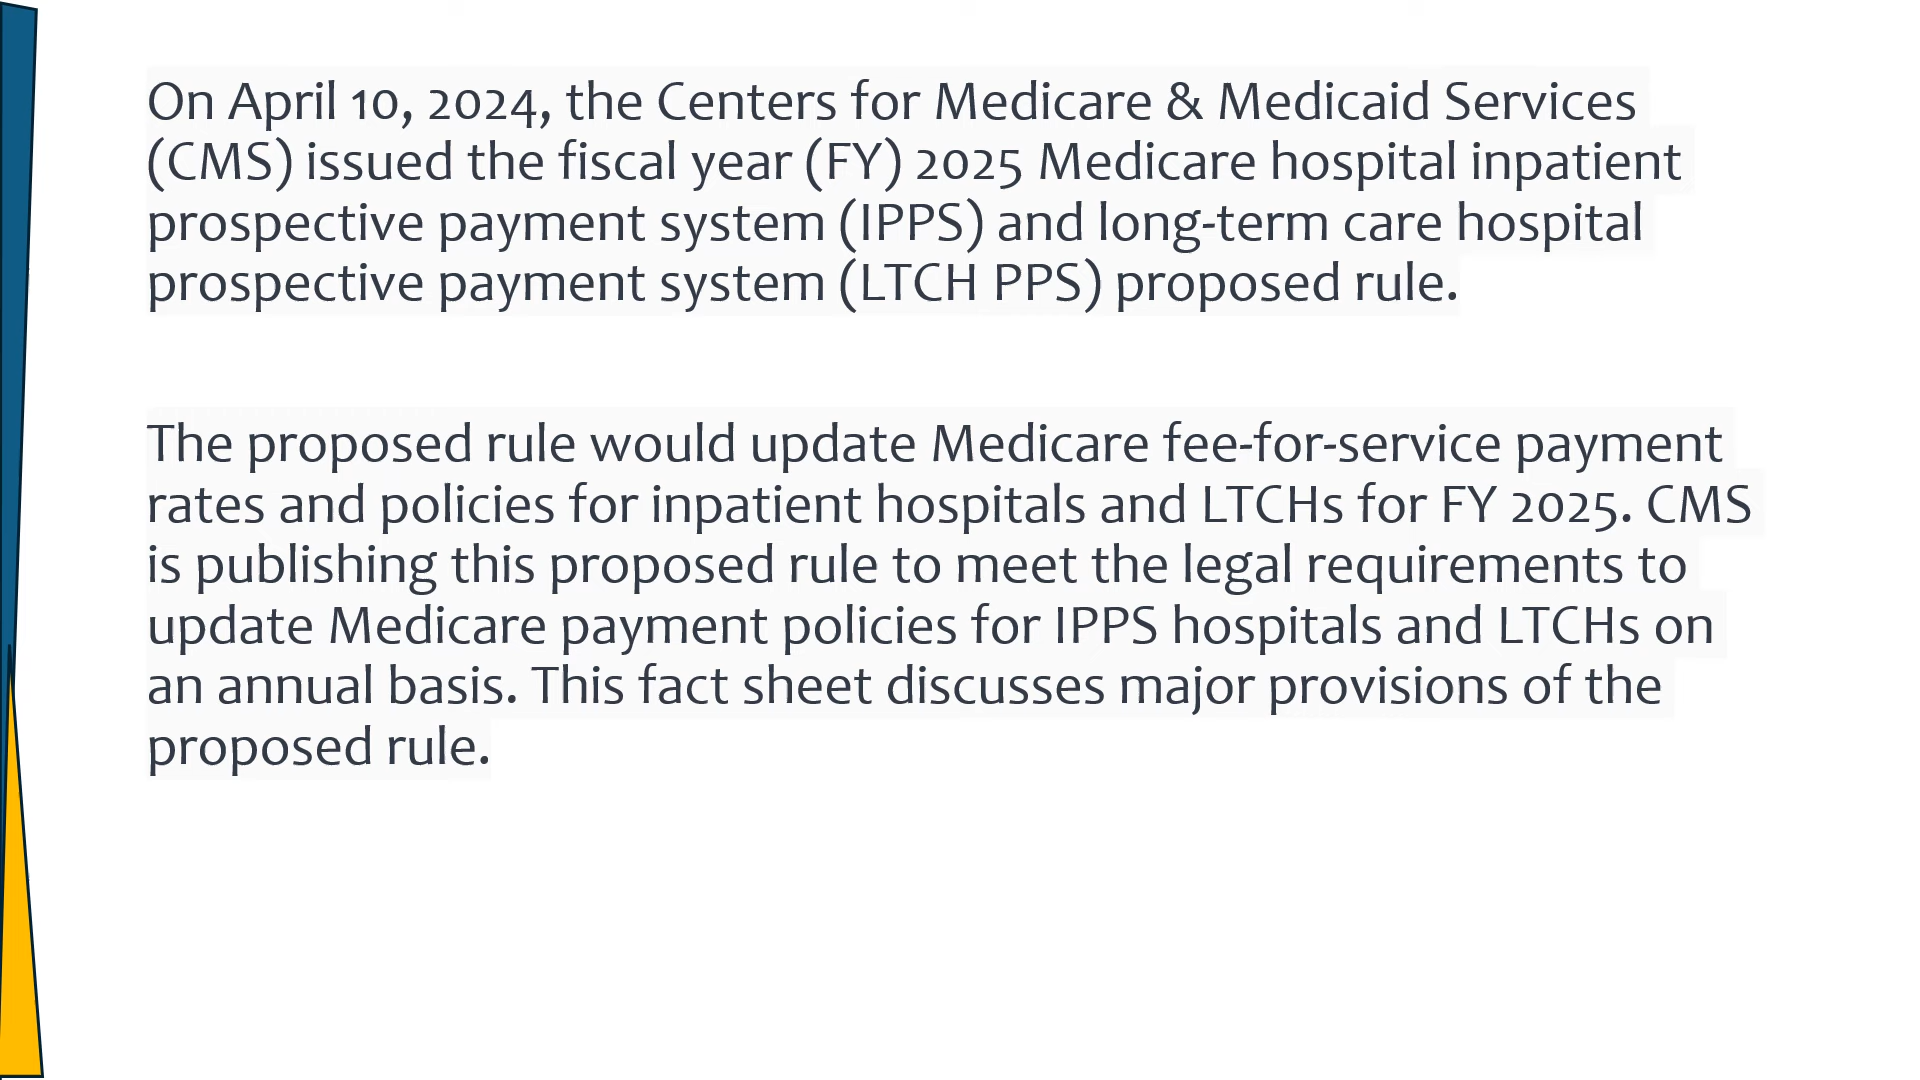 On April 10, 2024, the Centers for Medicare & Medicaid Services
(CMS) issued the fiscal year (FY) 2025 Medicare hospital inpatient
prospective payment system (IPPS) and long-term care hospital
prospective payment system (LTCH PPS) proposed rule.
The proposed rule would update Medicare fee-for-service payment
rates and policies for inpatient hospitals and LTCHs for FY 2025. CMS
is publishing this proposed rule to meet the legal requirements to
update Medicare payment policies for IPPS hospitals and LTCHs on
an annual basis. This fact sheet discusses major provisions of the
proposed rule.